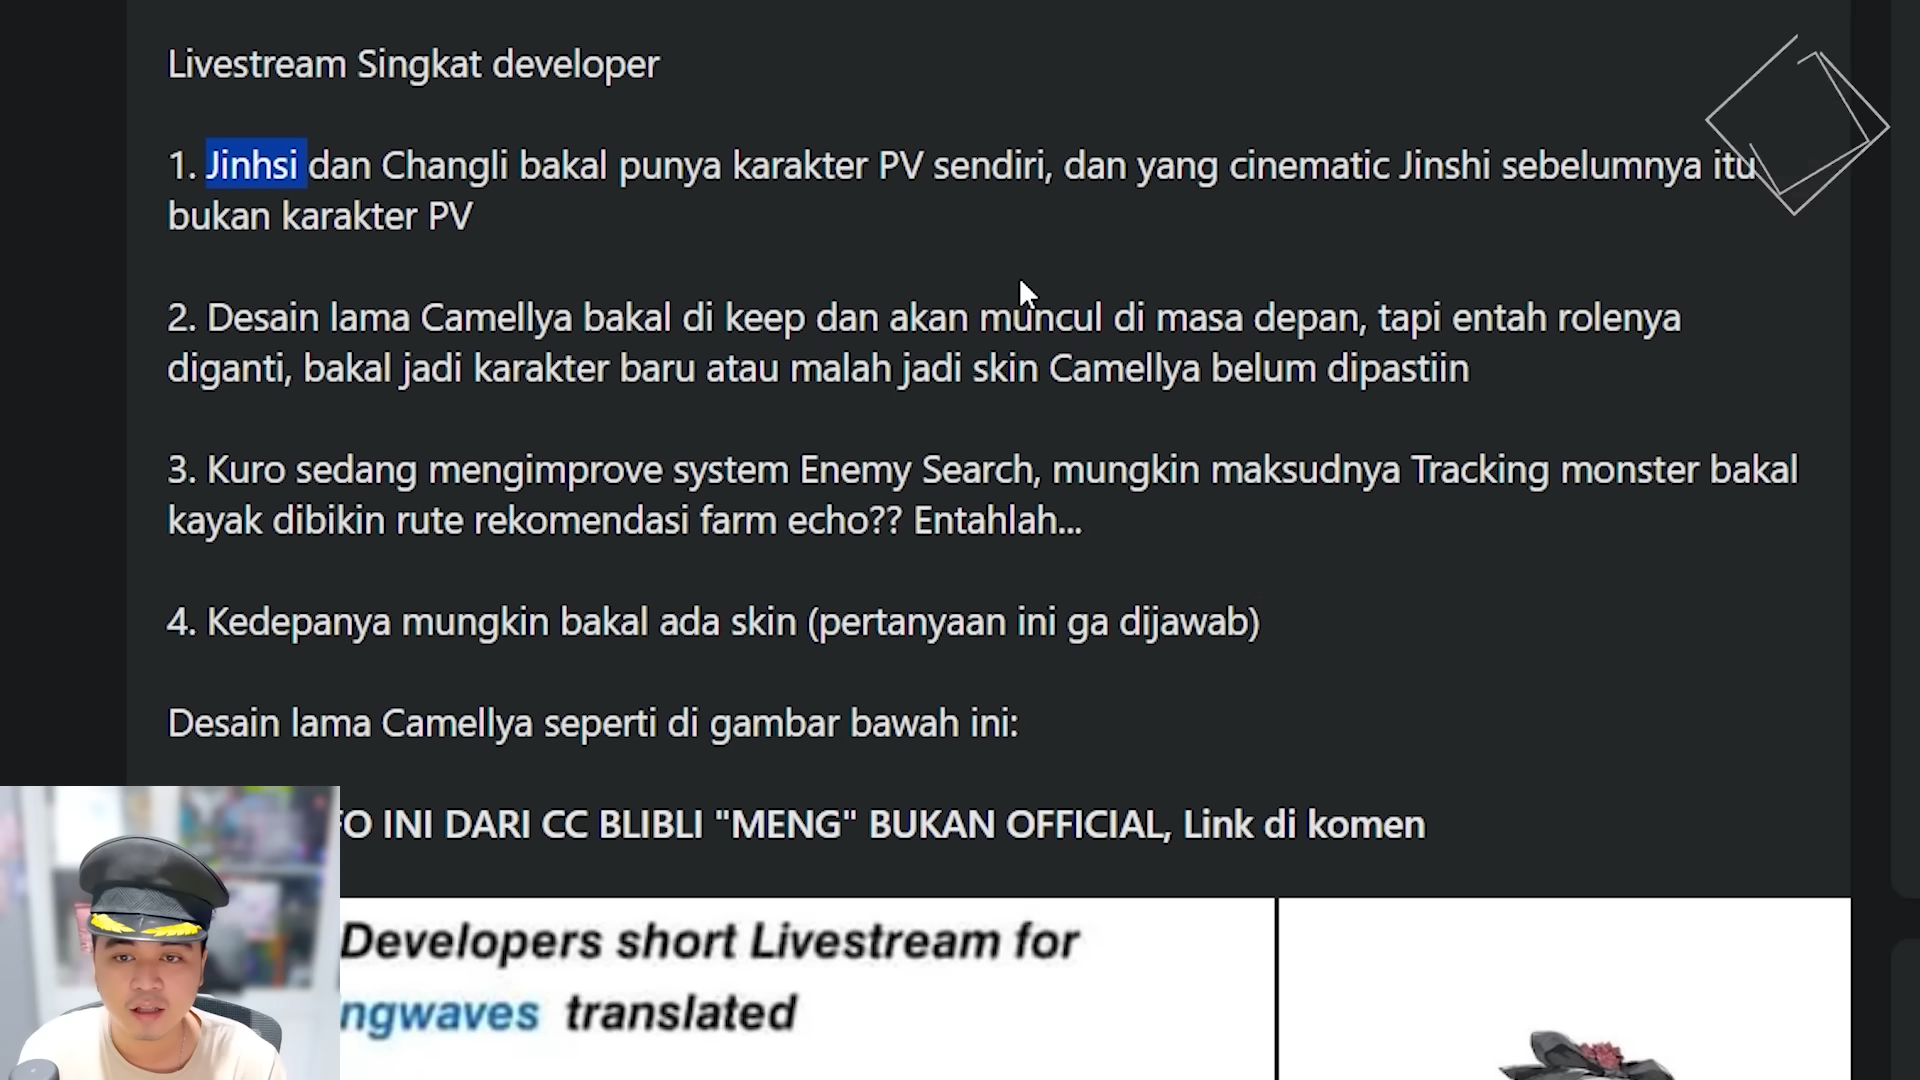 Livestream Singkat developer
1. Jinhsi dan Changli bakal punya karakter PV sendiri, dan yang cinematic Jinshi sebelumnya itu
bukan karakter PV
2. Desain lama Camellya bakal di keep dan akan muncul di masa depan, tapi entah rolenya
diganti, bakal jadi karakter baru atau malah jadi skin Camellya belum dipastiin
3. Kuro sedang mengimprove system Enemy Search, mungkin maksudnya Tracking monster bakal
kayak dibikin rute rekomendasi farm echo?? Entahlah...
4. Kedepanya mungkin bakal ada skin (pertanyaan ini ga dijawab)
Desain lama Camellya seperti di gambar bawah ini:
FO INI DARI CC BLIBLI "MENG" BUKAN OFFICIAL, Link di komen
Developers short Livestream for
ngwaves translated